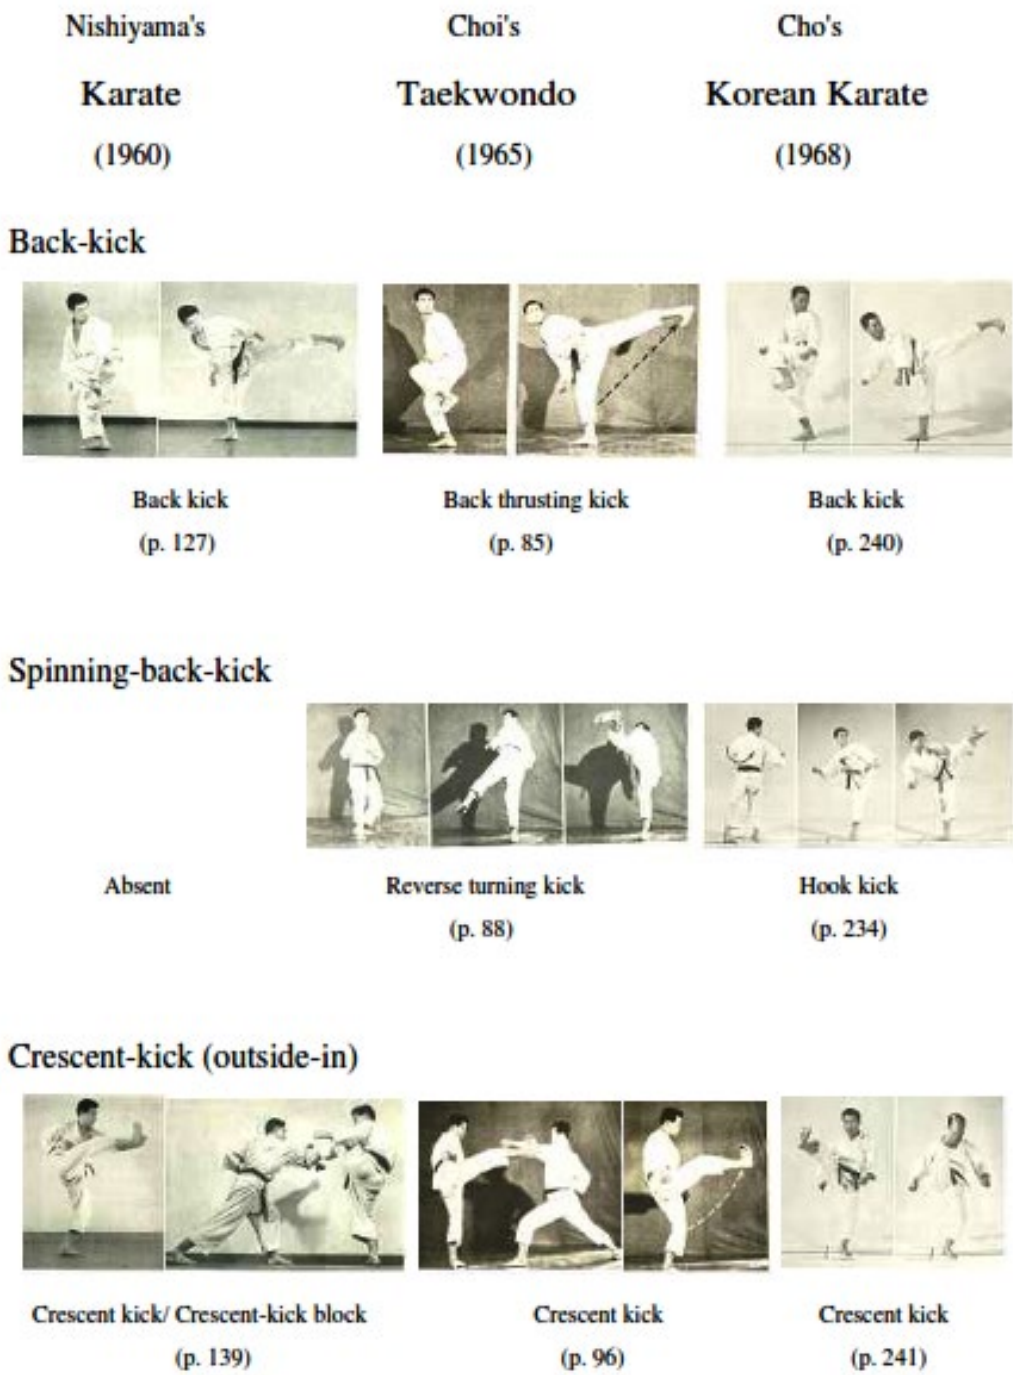 Nishiyama's Choi's Cho's
Karate Taekwondo Korean Karate
(1960) (1965) (1968)
Back-kick
Back kick Back thrusting kick Back kick
(p. 127) (p. 85) (p. 240)
Spinning-back-kick
Absent Reverse turning kick Hook kick
(p. 88) (p. 234)
Crescent-kick (outside-in)
Crescent kick/ Crescent-kick block Crescent kick Crescent kick
(p. 139) (p. 96) (p. 241)